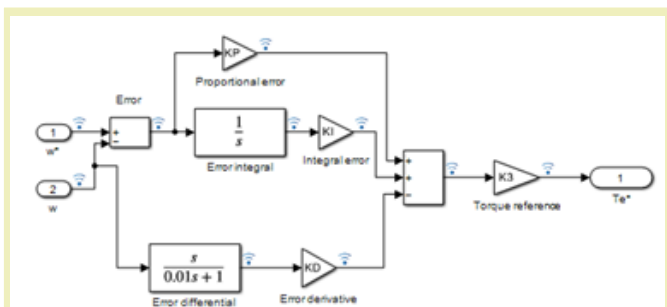 KP
Proportional error
Error
1
w*
+
−
1
s
Error integral
KI
Integral error
+
+
−
K3
Torque reference
1
Te*
2
w
s
0.01s + 1
Error differential
KD
Error derivative